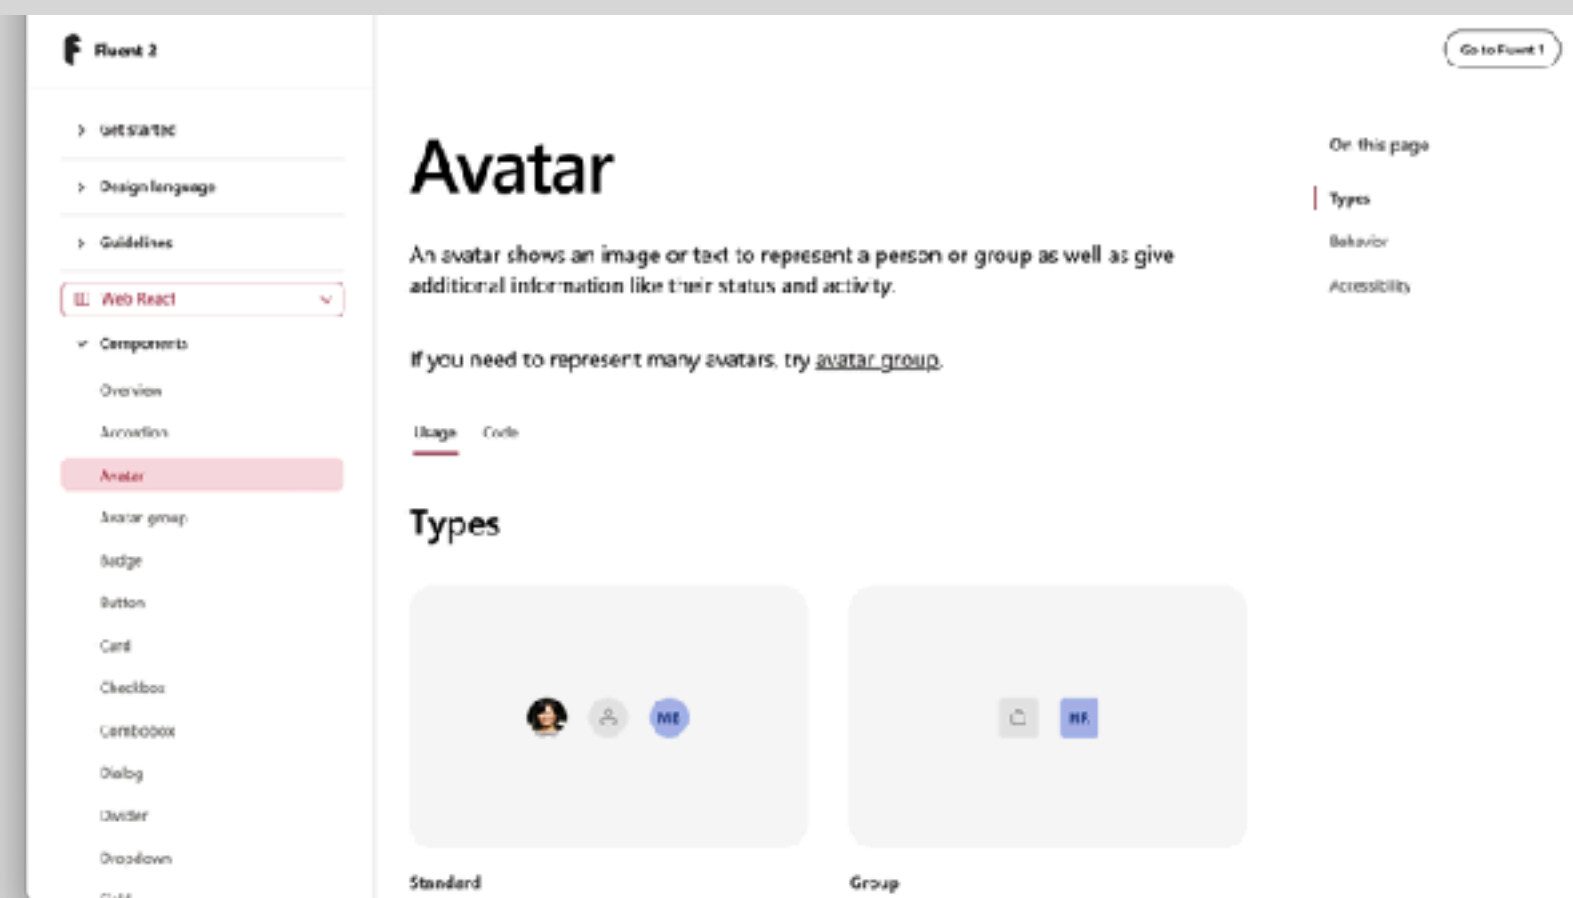 Fluent 2
Go to Fluent 1
Get started
Design language
Guidelines
Web React
Components
Overview
Accordion
Avatar
Avatar group
Badge
Button
Card
Checkbox
Combobox
Dialog
Divider
Dropdown
Avatar
An avatar shows an image or text to represent a person or group as well as give
additional information like their status and activity.
If you need to represent many avatars, try avatar group.
Usage Code
Types
ME
Standard
Group
On this page
Types
Behavior
Accessibility